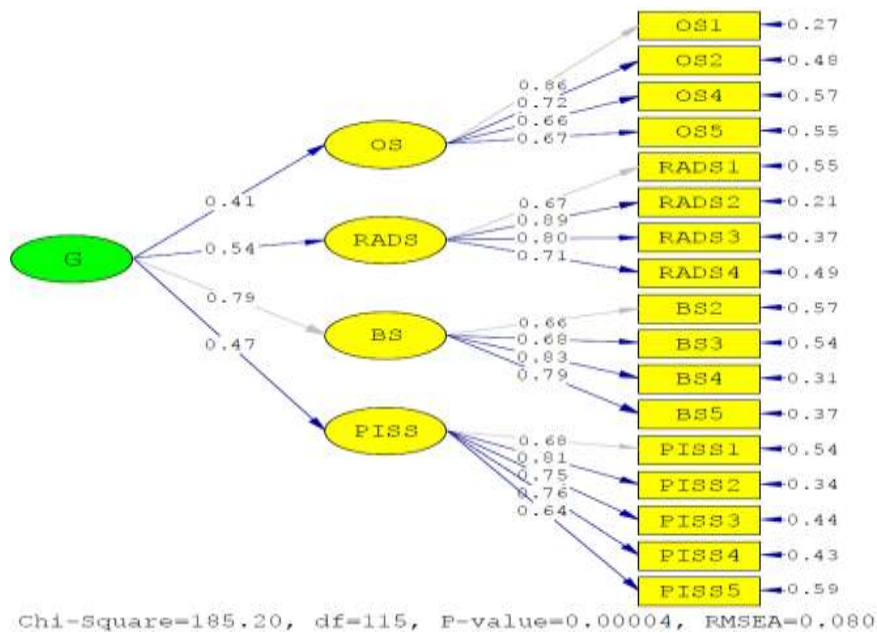 OS1 0.27
OS2 0.48
0.86
0.72
OS4 0.57
0.66
0.67
OS5 0.55
OS
RADS1 0.55
0.41
0.67
RADS2 0.21
0.89
RADS
0.80
RADS3 0.37
0.54
0.71
G
RADS4 0.49
0.79
BS2 0.57
0.66
BS
0.68
BS3 0.54
0.47
0.83
0.79
BS4 0.31
BS5 0.37
PISS
0.68
PISS1 0.54
0.81
0.75
PISS2 0.34
0.76
0.64
PISS3 0.44
PISS4 0.43
PISS5 0.59
Chi-Square=185.20, df=115, P-value=0.00004, RMSEA=0.080